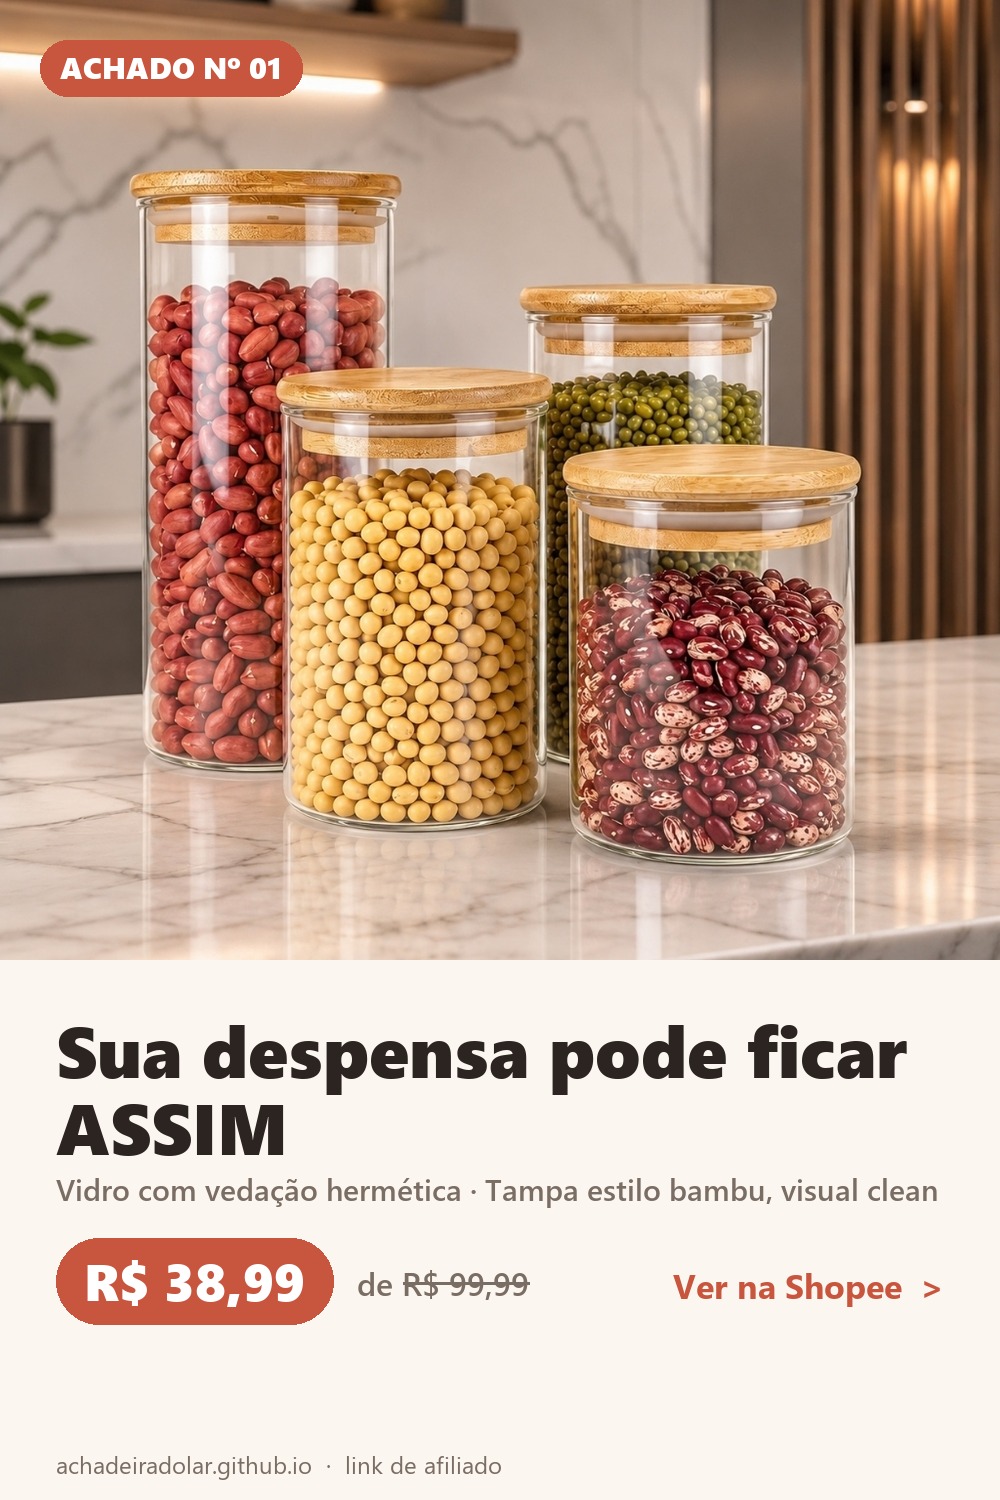 ACHADO Nº 01
Sua despensa pode ficar
ASSIM
Vidro com vedação hermética · Tampa estilo bambu, visual clean
R$ 38,99 de R$ 99,99 Ver na Shopee >
achadeiradolar.github.io · link de afiliado